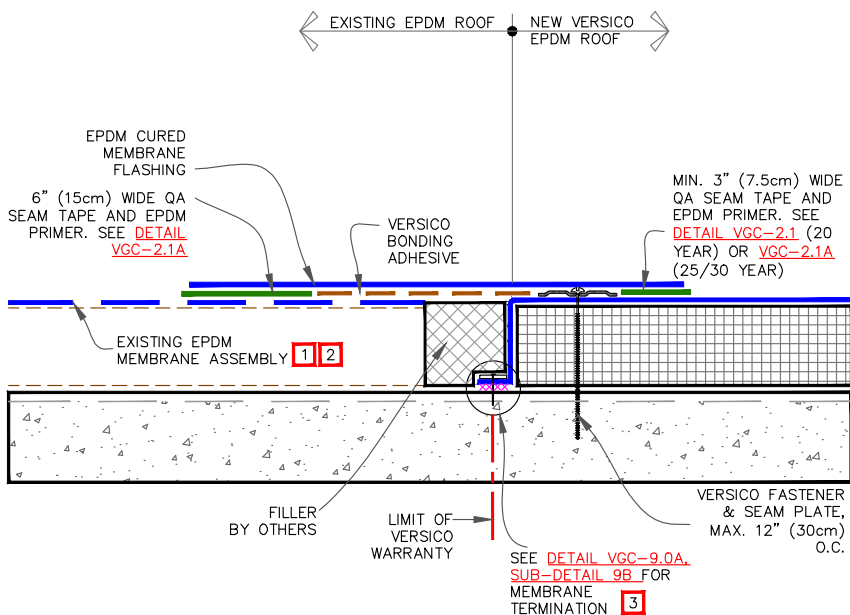 EXISTING EPDM ROOF
NEW VERSICO
EPDM ROOF
EPDM CURED
MEMBRANE
FLASHING
6" (15cm) WIDE QA
SEAM TAPE AND EPDM
PRIMER. SEE DETAIL
VGC-2.1A
VERSICO
BONDING
ADHESIVE
MIN. 3" (7.5cm) WIDE
QA SEAM TAPE AND
EPDM PRIMER. SEE
DETAIL VGC-2.1 (20
YEAR) OR VGC-2.1A
(25/30 YEAR)
EXISTING EPDM
MEMBRANE ASSEMBLY 1 2
FILLER
BY OTHERS
LIMIT OF
VERSICO
WARRANTY
SEE DETAIL VGC-9.0A,
SUB-DETAIL 9B FOR
MEMBRANE
TERMINATION 3
VERSICO FASTENER
& SEAM PLATE,
MAX. 12" (30cm)
O.C.